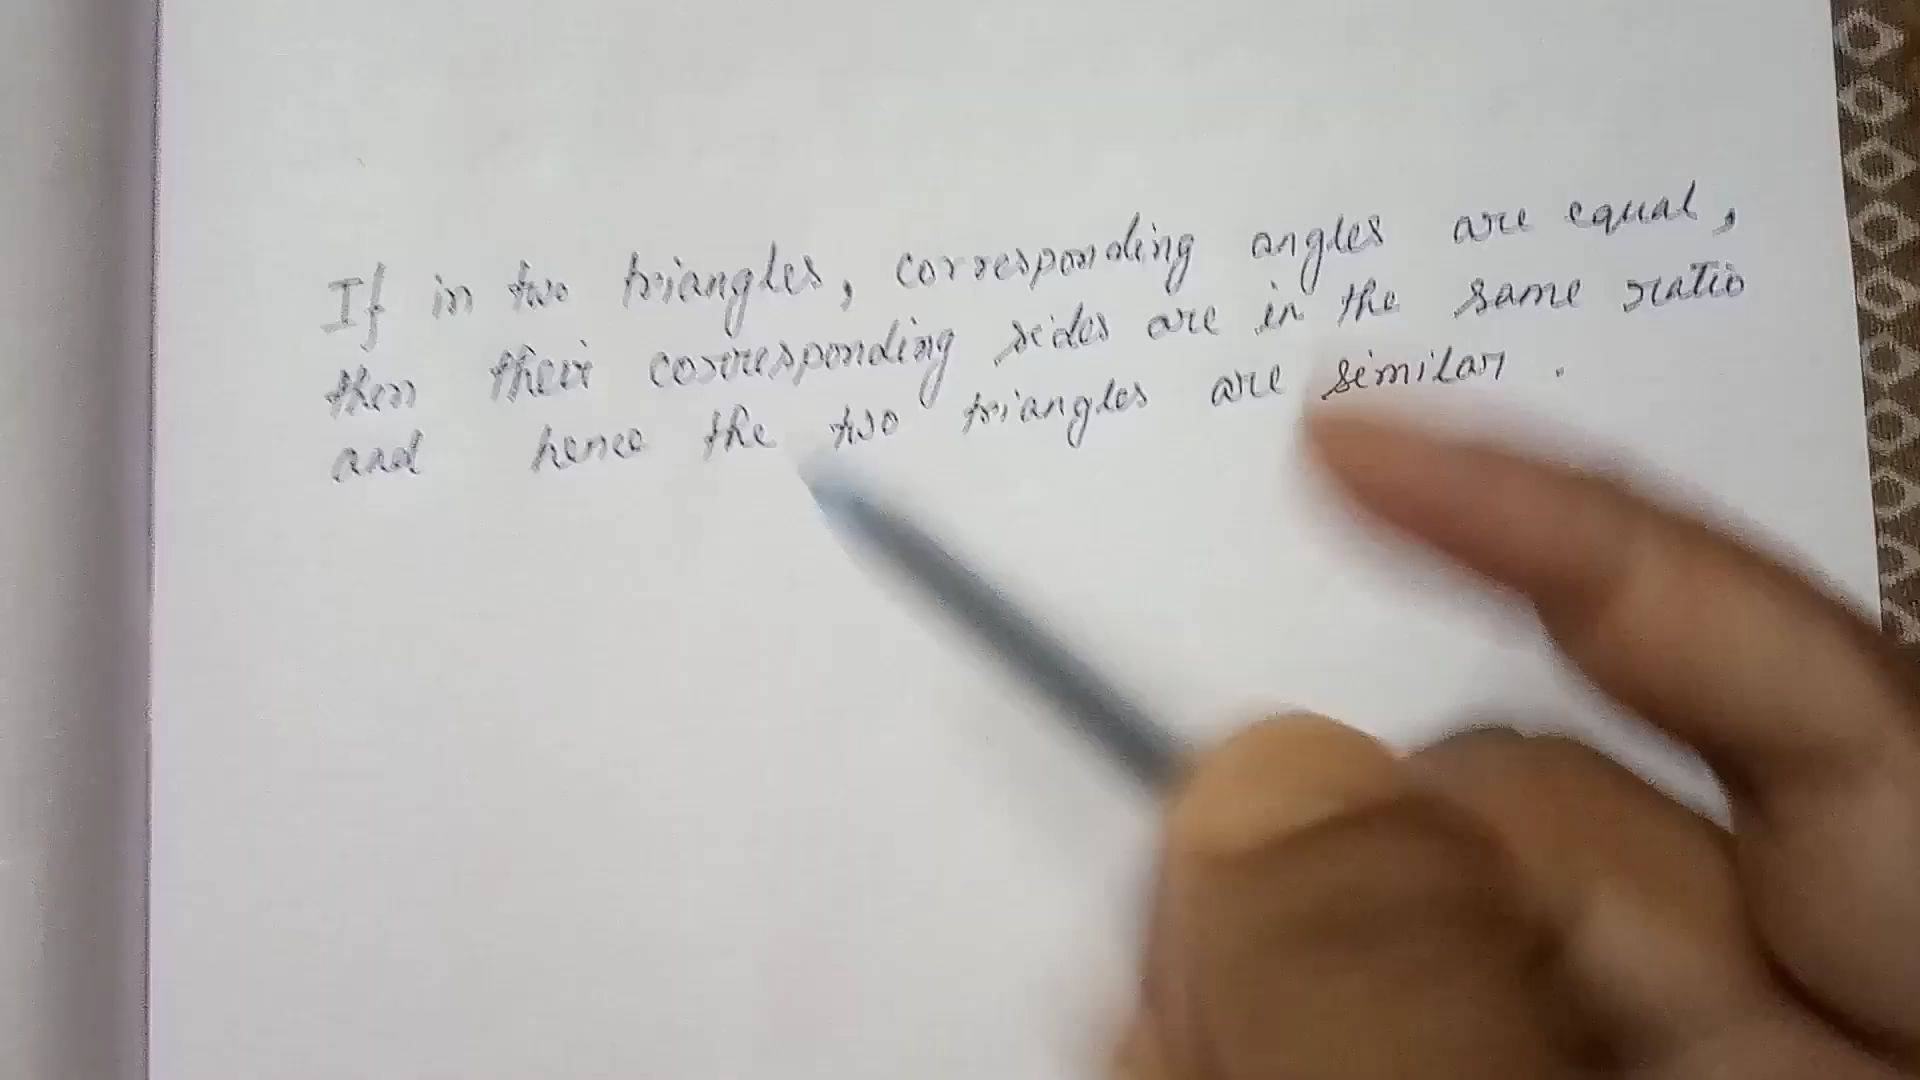 If in two triangles, corresponding angles are equal,
then their corresponding sides are in the same ratio
and hence the two triangles are similar.